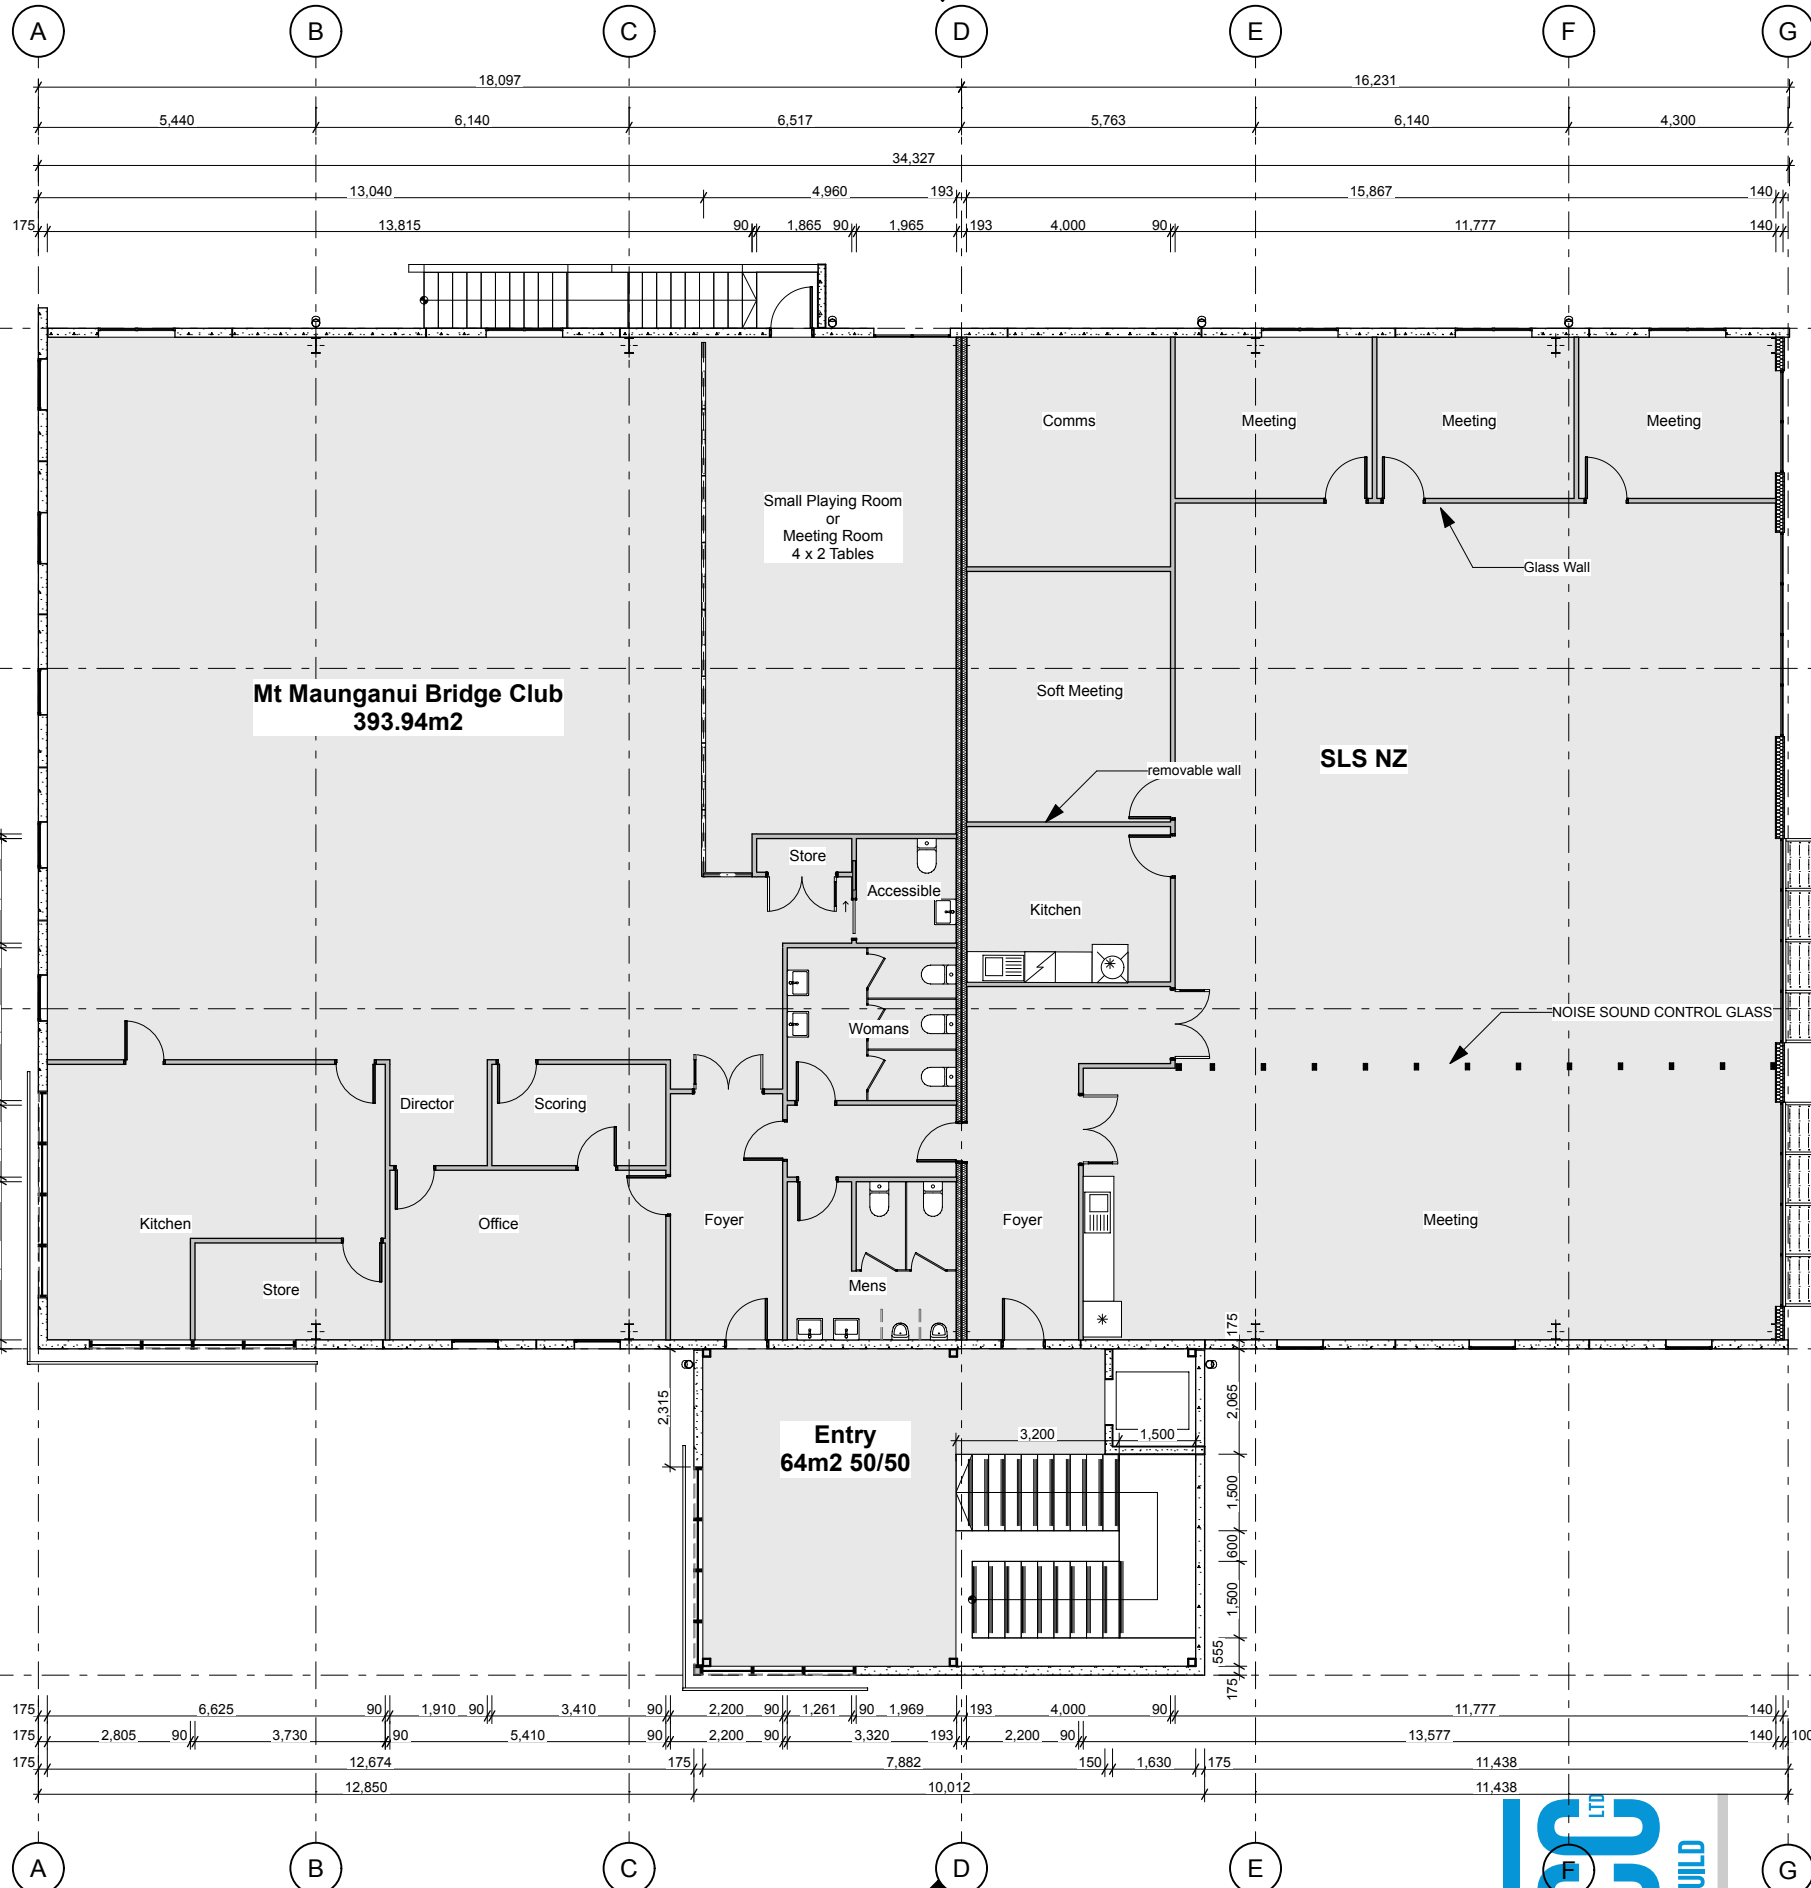 A B C D E F G
18,097 16,231
5,440 6,140 6,517 5,763 6,140 4,300
34,327
13,040 4,960 193 15,867 140
175 13,815 90 1,865 90 1,965 193 4,000 90 11,777 140
Comms
Meeting
Meeting
Meeting
Small Playing Room
or
Meeting Room
4 x 2 Tables
Glass Wall
Mt Maunganui Bridge Club
393.94m2
Soft Meeting
SLS NZ
removable wall
Store
Accessible
Kitchen
NOISE SOUND CONTROL GLASS
Womans
Director
Scoring
Kitchen
Office
Foyer
Foyer
Meeting
Store
Mens
175
2,315
2,065
Entry
64m2 50/50
3,200 1,500
1,500
600
1,500
555
175
175 6,625 90 1,910 90 3,410 90 2,200 90 1,261 90 1,969 193 4,000 90 11,777 140
175 2,805 90 3,730 90 5,410 90 2,200 90 3,320 193 2,200 90 13,577 140 100
175 12,674 175 7,882 150 1,630 175 11,438
12,850 10,012 11,438
LTD
UILD
A B C D E F G